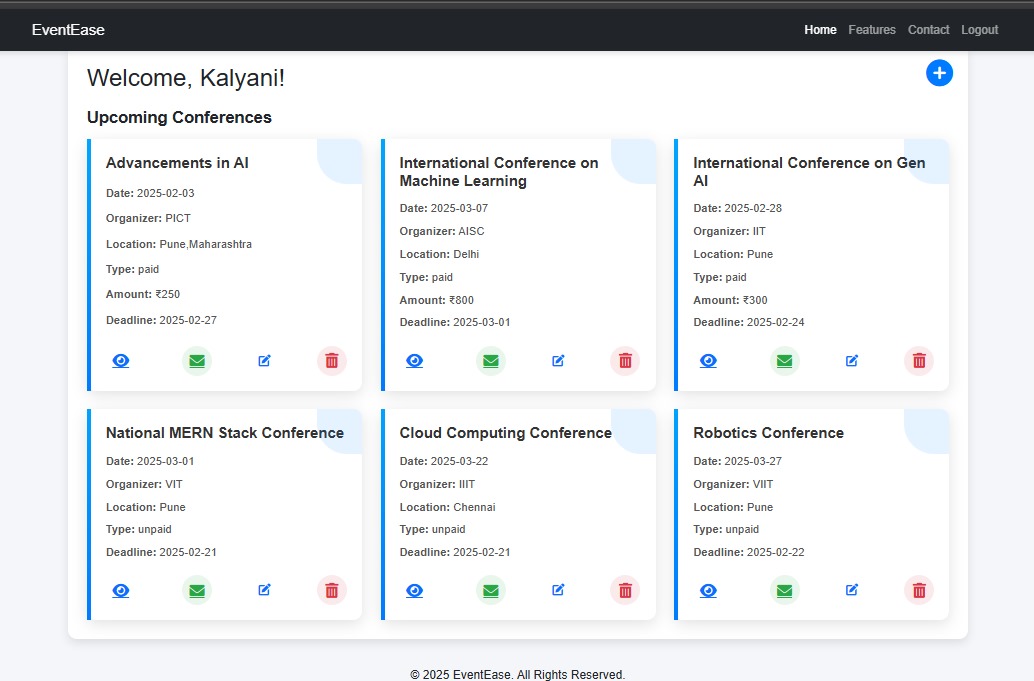 EventEase
Home Features Contact Logout
Welcome, Kalyani!
Upcoming Conferences
Advancements in AI
Date: 2025-02-03
Organizer: PICT
Location: Pune,Maharashtra
Type: paid
Amount: ₹250
Deadline: 2025-02-27
International Conference on
Machine Learning
Date: 2025-03-07
Organizer: AISC
Location: Delhi
Type: paid
Amount: ₹800
Deadline: 2025-03-01
International Conference on Gen
AI
Date: 2025-02-28
Organizer: IIT
Location: Pune
Type: paid
Amount: ₹300
Deadline: 2025-02-24
National MERN Stack Conference
Date: 2025-03-01
Organizer: VIT
Location: Pune
Type: unpaid
Deadline: 2025-02-21
Cloud Computing Conference
Date: 2025-03-22
Organizer: IIIT
Location: Chennai
Type: unpaid
Deadline: 2025-02-21
Robotics Conference
Date: 2025-03-27
Organizer: VIIT
Location: Pune
Type: unpaid
Deadline: 2025-02-22
© 2025 EventEase. All Rights Reserved.